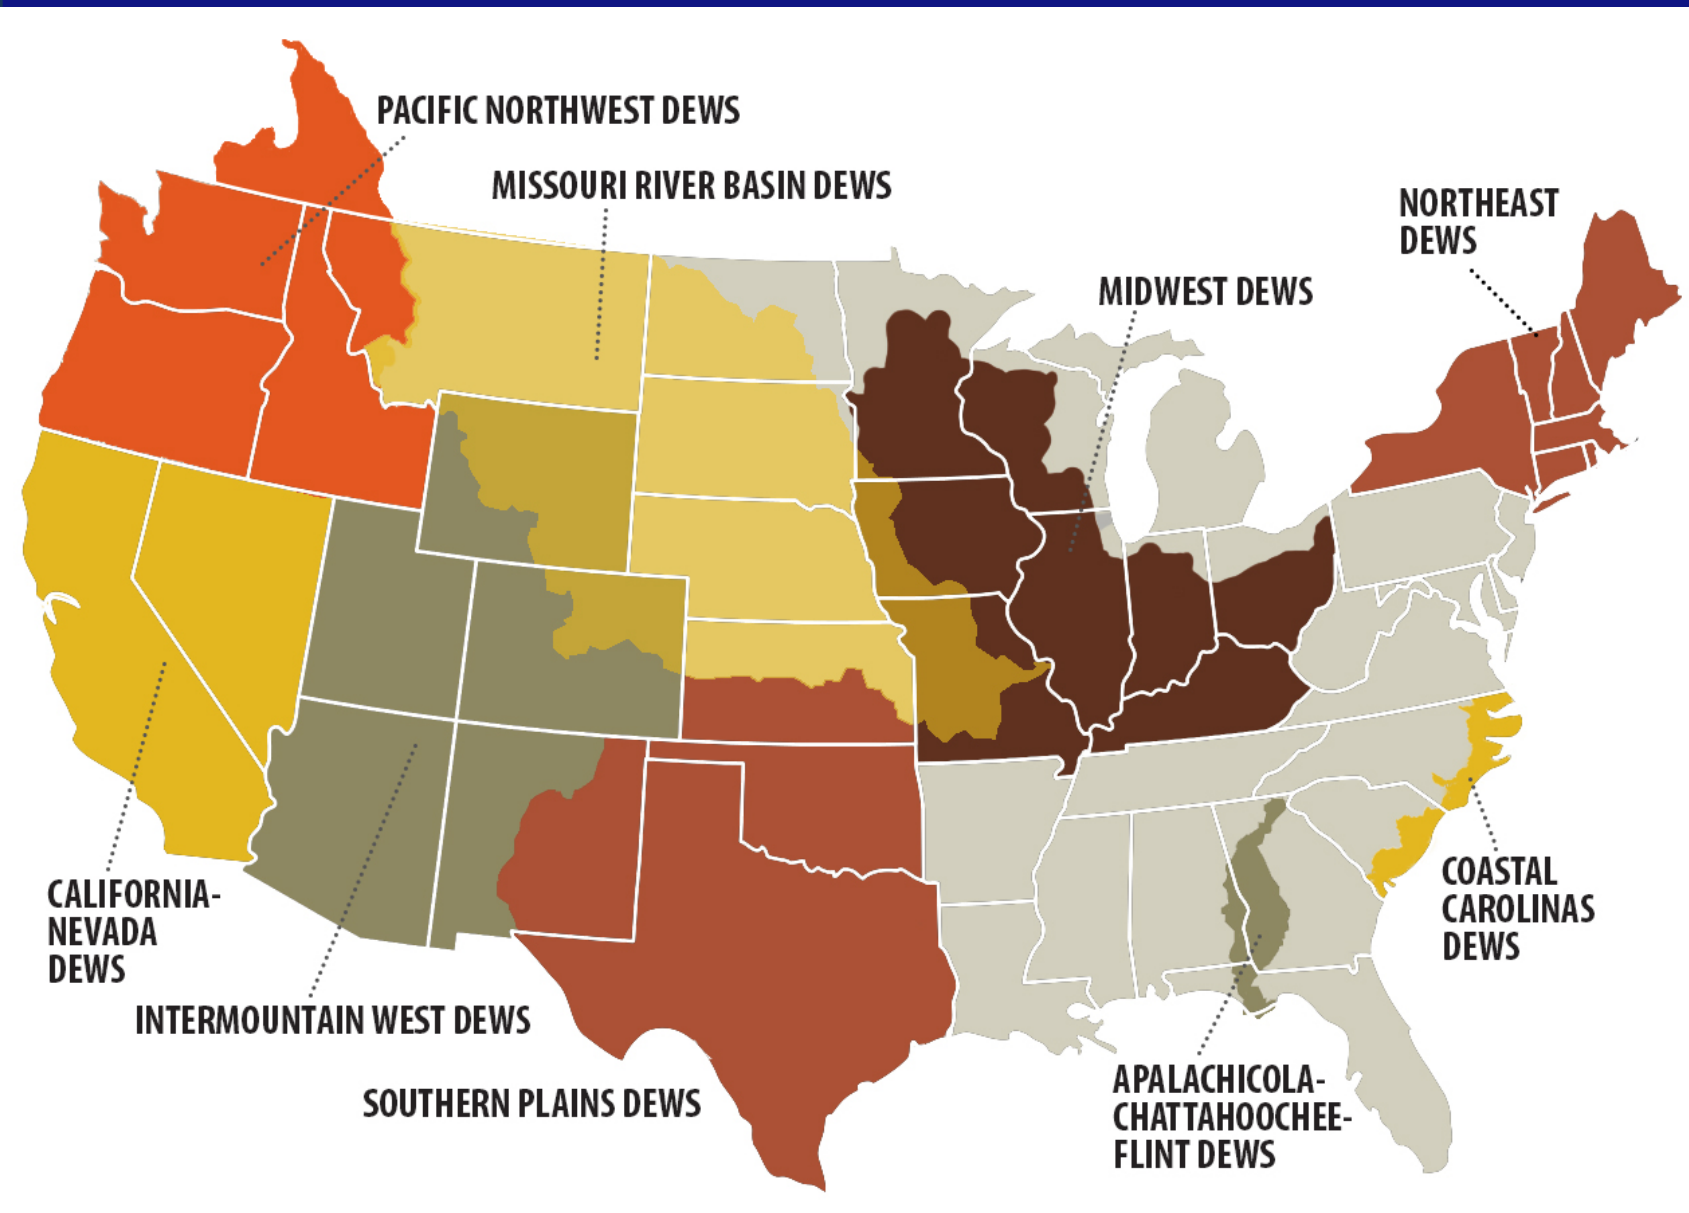 PACIFIC NORTHWEST DEWS
MISSOURI RIVER BASIN DEWS
NORTHEAST
DEWS
MIDWEST DEWS
CALIFORNIA-
NEVADA
DEWS
INTERMOUNTAIN WEST DEWS
SOUTHERN PLAINS DEWS
COASTAL
CAROLINAS
DEWS
APALACHICOLA-
CHATTAHOOCHEE-
FLINT DEWS